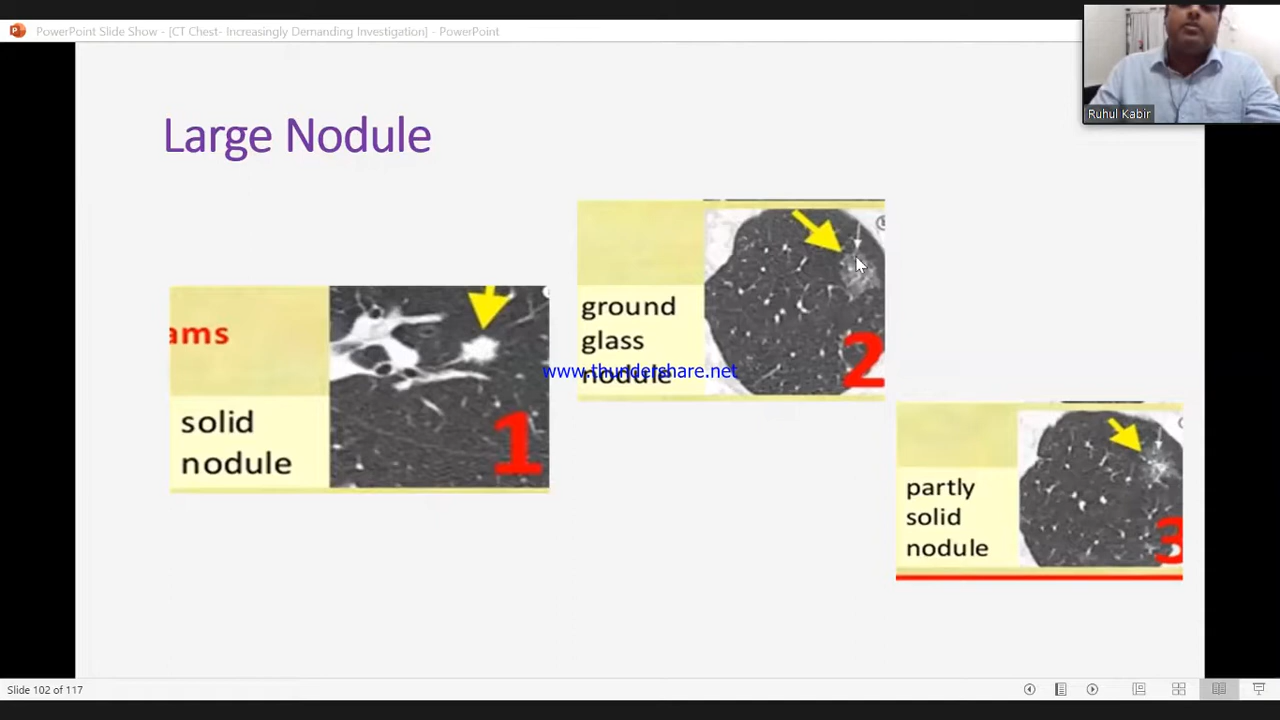 PowerPoint Slide Show - [CT Chest- Increasingly Demanding Investigation] - PowerPoint
Ruhul Kabir
Large Nodule
ams
solid
nodule
1
ground
glass
nodule
2
www.thundershare.net
partly
solid
nodule
3
Slide 102 of 117